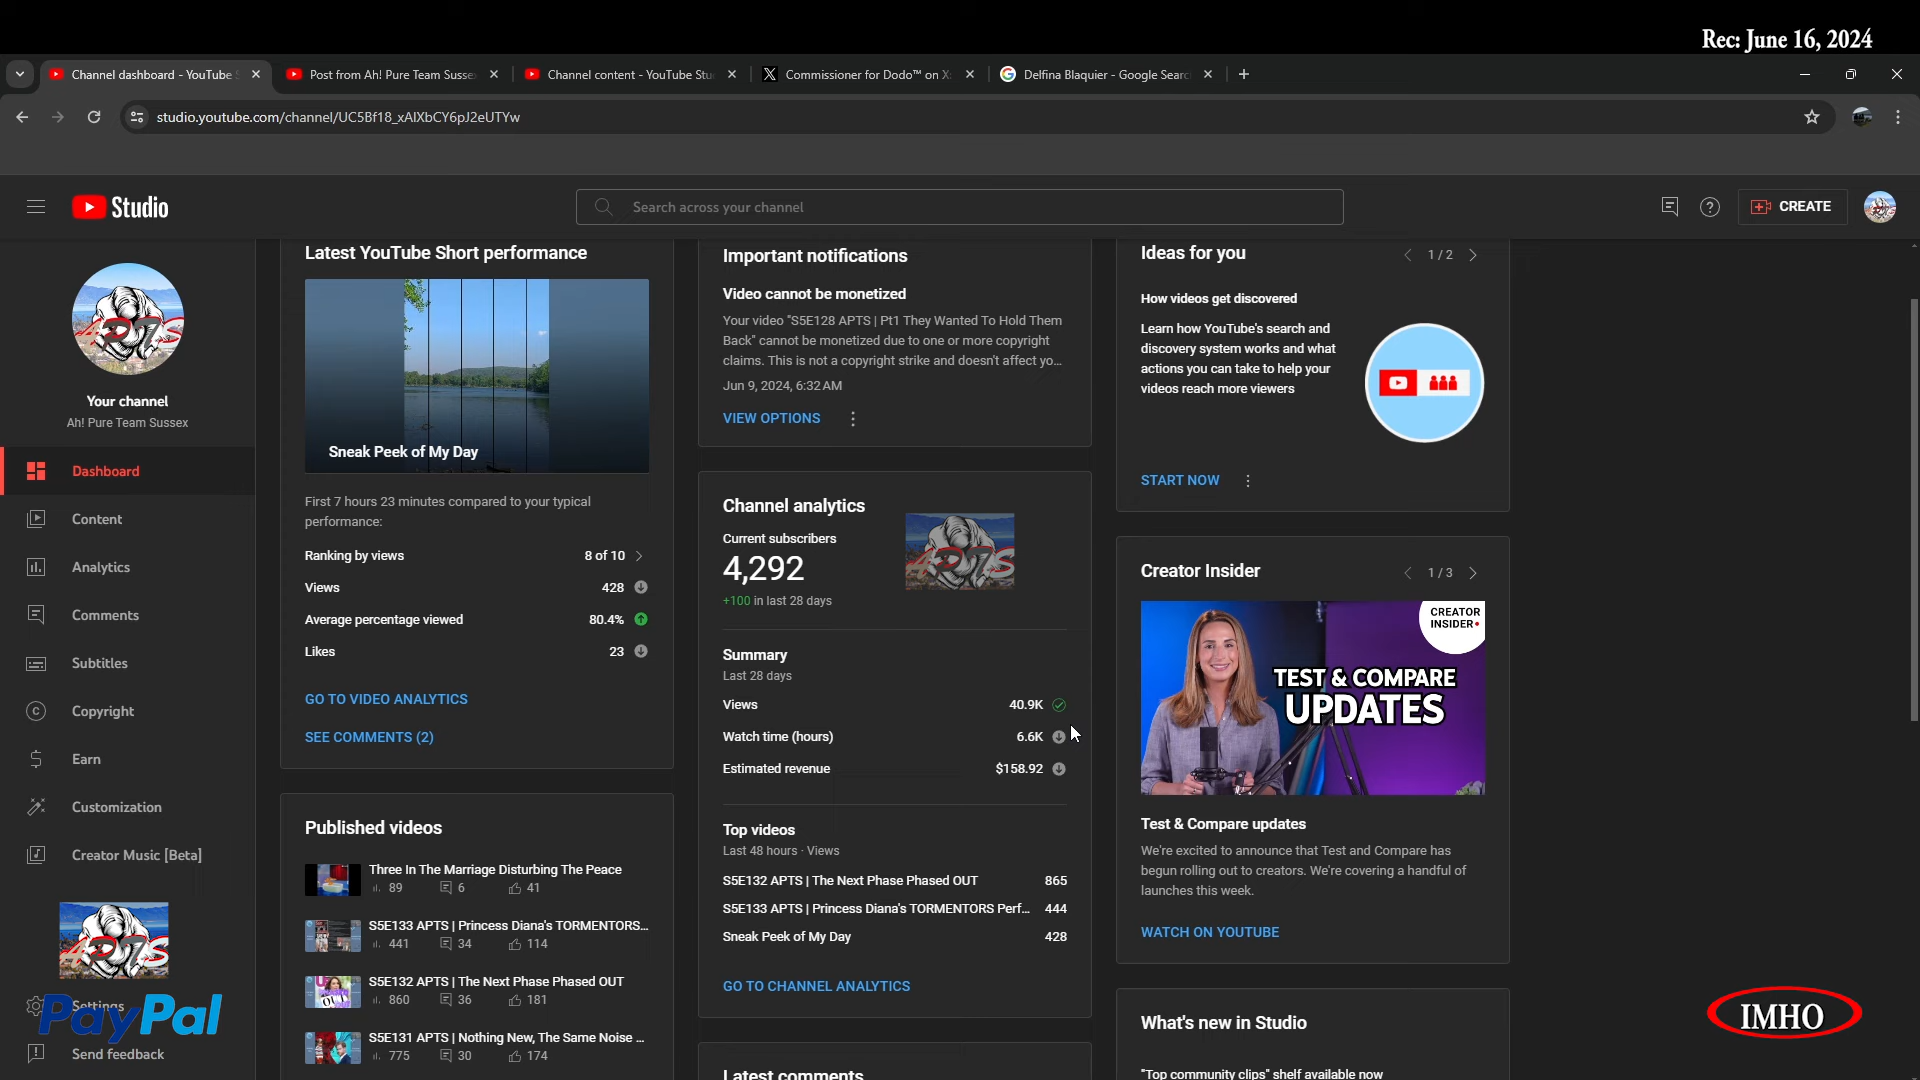 Rec: June 16, 2024
Channel dashboard - YouTube S
Post from Ah! Pure Team Susse
Channel content - YouTube Stu
Commissioner for Dodo™ on X
Delfina Blaquier - Google Searc
studio.youtube.com/channel/UC5Bf18_xAlXbCY6pJ2eUTYw
Studio
Search across your channel
CREATE
Your channel
Ah! Pure Team Sussex
Dashboard
Content
Analytics
Comments
Subtitles
Copyright
Earn
Customization
Creator Music [Beta]
APTS
Settings
PayPal
Send feedback
Latest YouTube Short performance
Sneak Peek of My Day
First 7 hours 23 minutes compared to your typical
performance:
Ranking by views 8 of 10
Views 428
Average percentage viewed 80.4%
Likes 23
GO TO VIDEO ANALYTICS
SEE COMMENTS (2)
Published videos
Three In The Marriage Disturbing The Peace
89 6 41
S5E133 APTS | Princess Diana's TORMENTORS...
441 34 114
S5E132 APTS | The Next Phase Phased OUT
860 36 181
S5E131 APTS | Nothing New, The Same Noise ...
775 30 174
Important notifications
Video cannot be monetized
Your video "S5E128 APTS | Pt1 They Wanted To Hold Them
Back" cannot be monetized due to one or more copyright
claims. This is not a copyright strike and doesn't affect yo...
Jun 9, 2024, 6:32 AM
VIEW OPTIONS
Channel analytics
Current subscribers
4,292
+100 in last 28 days
APTS
Summary
Last 28 days
Views 40.9K
Watch time (hours) 6.6K
Estimated revenue $158.92
Top videos
Last 48 hours · Views
S5E132 APTS | The Next Phase Phased OUT 865
S5E133 APTS | Princess Diana's TORMENTORS Perf... 444
Sneak Peek of My Day 428
GO TO CHANNEL ANALYTICS
Latest comments
Ideas for you
1 / 2
How videos get discovered
Learn how YouTube's search and
discovery system works and what
actions you can take to help your
videos reach more viewers
START NOW
Creator Insider
1 / 3
CREATOR
INSIDER
TEST & COMPARE
UPDATES
Test & Compare updates
We're excited to announce that Test and Compare has
begun rolling out to creators. We're covering a handful of
launches this week.
WATCH ON YOUTUBE
What's new in Studio
"Top community clips" shelf available now
IMHO